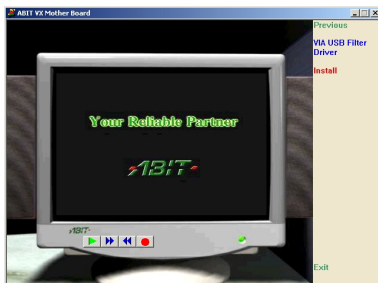 ABIT VX Mother Board
Previous
VIA USB Filter
Driver
Install
Your Reliable Partner
ABIT
ABIT
Exit